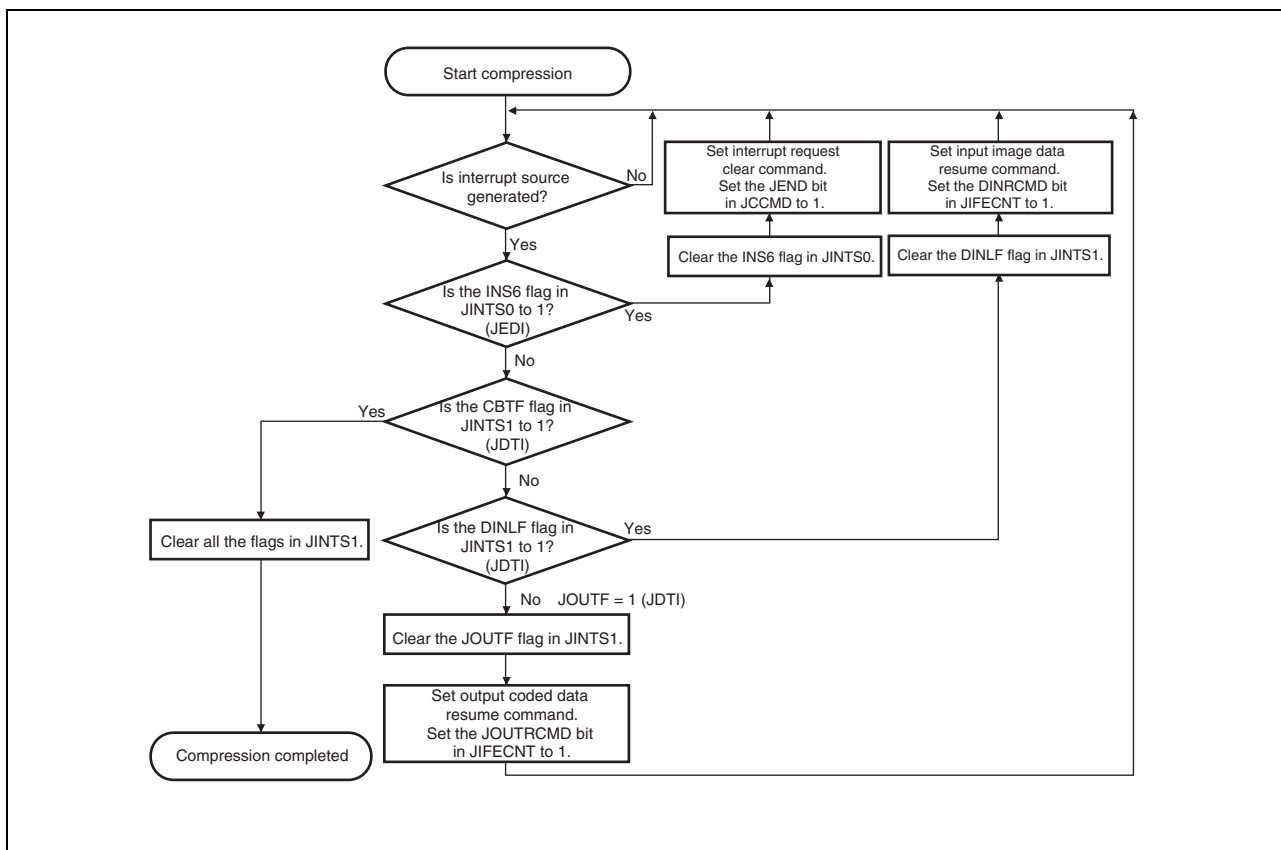 Start compression
Is interrupt source
generated?
No
Set interrupt request
clear command.
Set the JEND bit
in JCCMD to 1.
Set input image data
resume command.
Set the DINRCMD bit
in JIFECNT to 1.
Yes
Clear the INS6 flag in JINTS0.
Clear the DINLF flag in JINTS1.
Is the INS6 flag in
JINTS0 to 1?
(JEDI)
Yes
No
Is the CBTF flag in
JINTS1 to 1?
(JDTI)
Yes
No
Clear all the flags in JINTS1.
Is the DINLF flag in
JINTS1 to 1?
(JDTI)
Yes
No JOUTF = 1 (JDTI)
Clear the JOUTF flag in JINTS1.
Set output coded data
resume command.
Set the JOUTRCMD bit
in JIFECNT to 1.
Compression completed